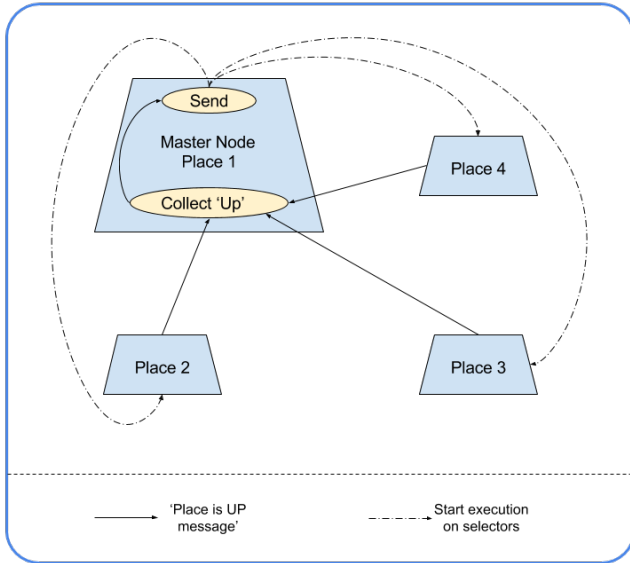 Send
Master Node
Place 1
Collect 'Up'
Place 4
Place 2
Place 3
'Place is UP
message'
Start execution
on selectors